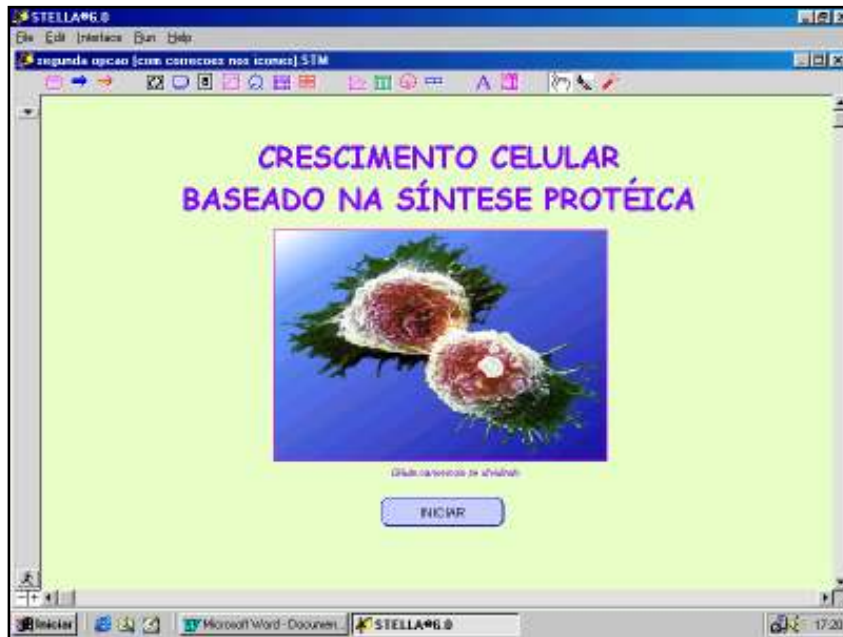 STELLA®6.0
File Edit Interface Run Help
segunda opcao (com correcoes nos icones).STM
A
CRESCIMENTO CELULAR
BASEADO NA SÍNTESE PROTÉICA
INICIAR
Iniciar Microsoft Word - Documen... STELLA®6.0 17:20